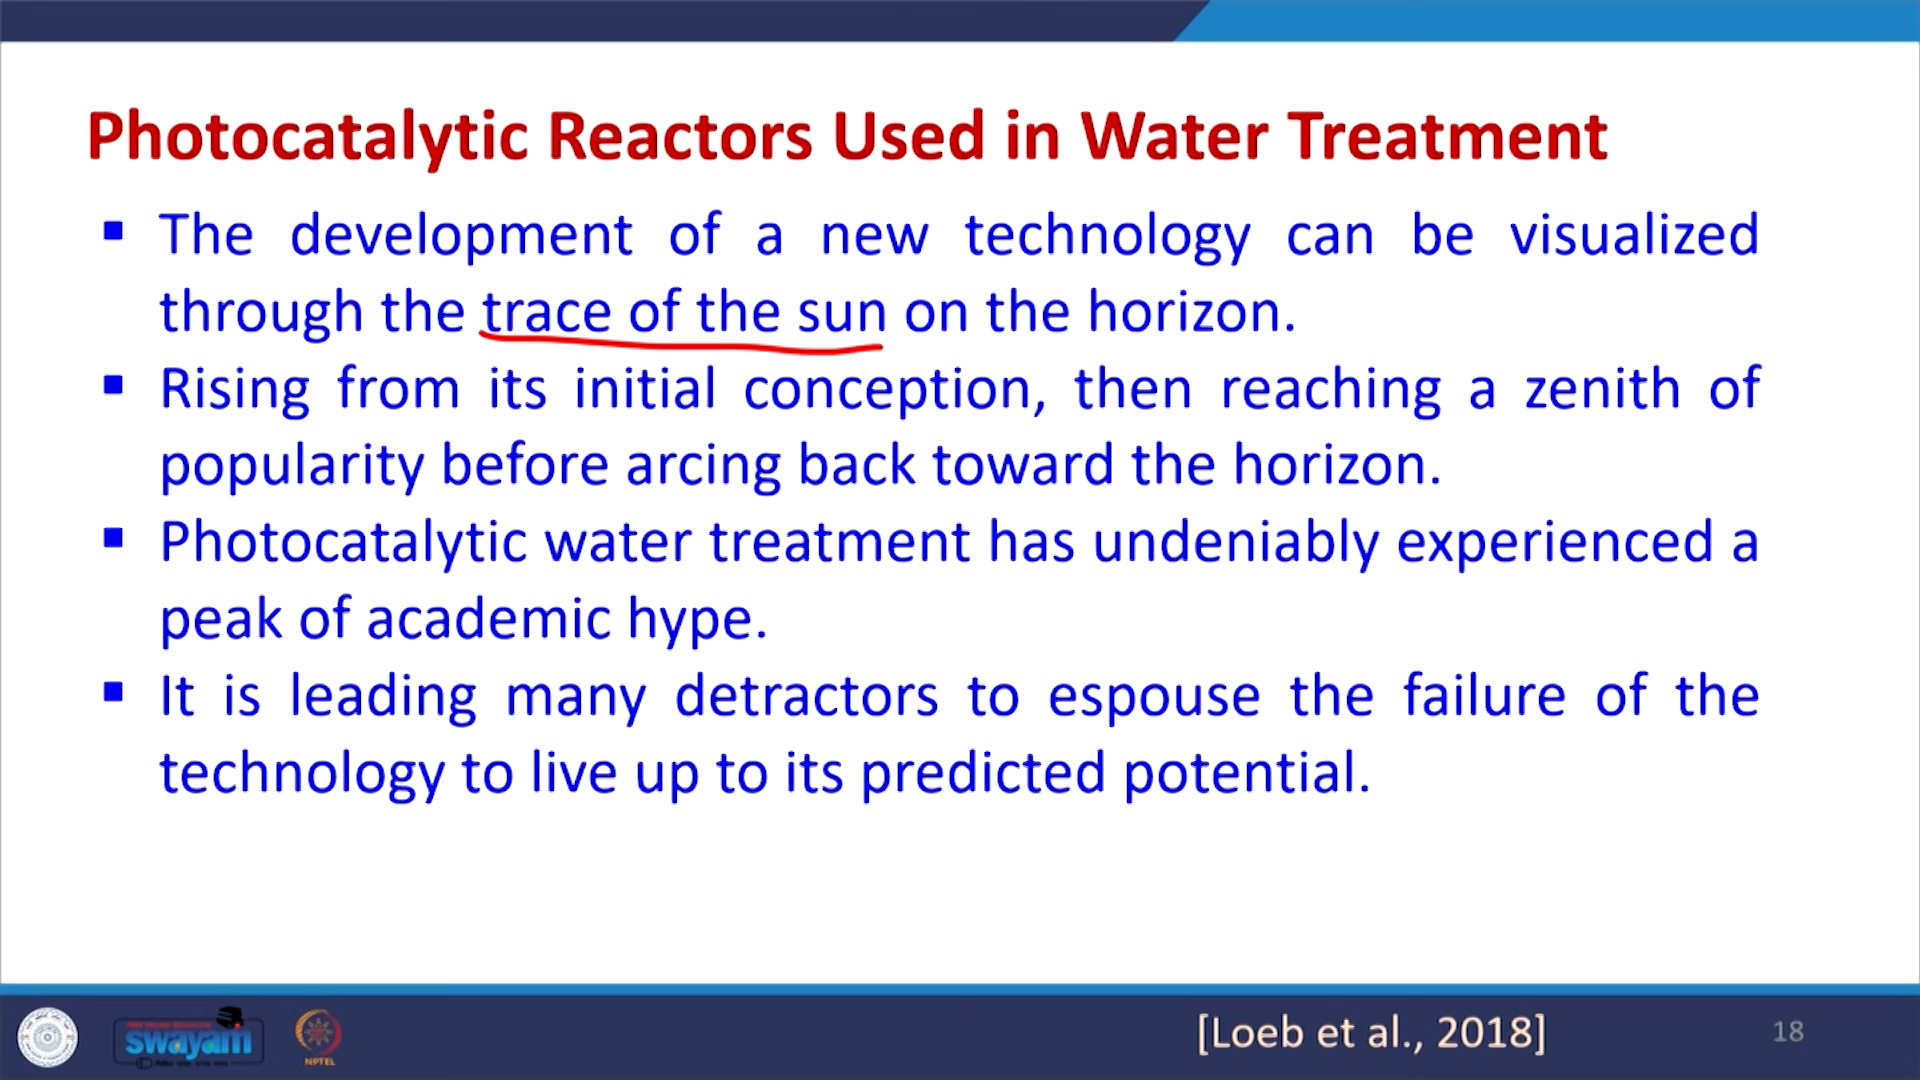 Photocatalytic Reactors Used in Water Treatment
▪ The development of a new technology can be visualized
through the trace of the sun on the horizon.
▪ Rising from its initial conception, then reaching a zenith of
popularity before arcing back toward the horizon.
▪ Photocatalytic water treatment has undeniably experienced a
peak of academic hype.
▪ It is leading many detractors to espouse the failure of the
technology to live up to its predicted potential.
swayam
NPTEL
[Loeb et al., 2018]
18